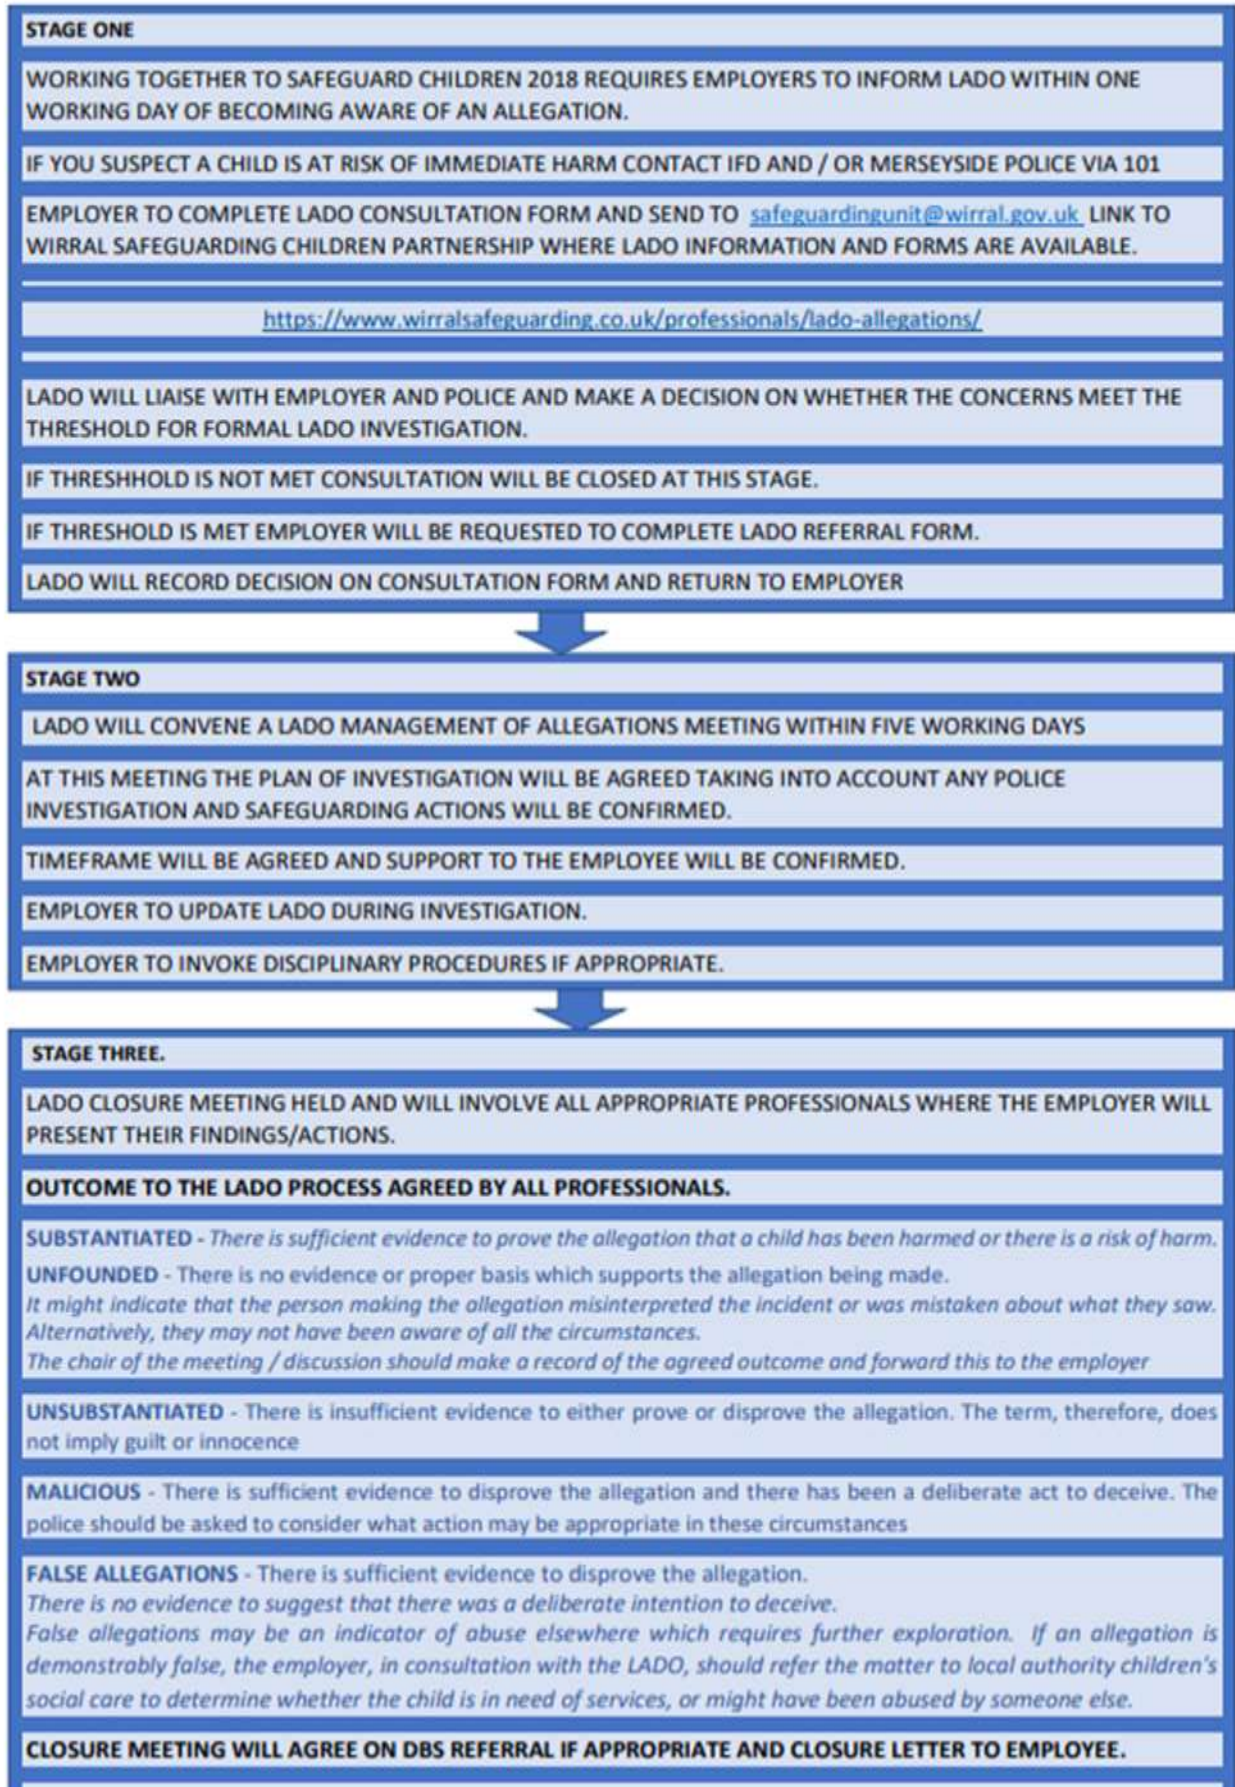 STAGE ONE
WORKING TOGETHER TO SAFEGUARD CHILDREN 2018 REQUIRES EMPLOYERS TO INFORM LADO WITHIN ONE
WORKING DAY OF BECOMING AWARE OF AN ALLEGATION.
IF YOU SUSPECT A CHILD IS AT RISK OF IMMEDIATE HARM CONTACT IFD AND / OR MERSEYSIDE POLICE VIA 101
EMPLOYER TO COMPLETE LADO CONSULTATION FORM AND SEND TO safeguardingunit@wirral.gov.uk LINK TO
WIRRAL SAFEGUARDING CHILDREN PARTNERSHIP WHERE LADO INFORMATION AND FORMS ARE AVAILABLE.
https://www.wirralsafeguarding.co.uk/professionals/lado-allegations/
LADO WILL LIAISE WITH EMPLOYER AND POLICE AND MAKE A DECISION ON WHETHER THE CONCERNS MEET THE
THRESHOLD FOR FORMAL LADO INVESTIGATION.
IF THRESHHOLD IS NOT MET CONSULTATION WILL BE CLOSED AT THIS STAGE.
IF THRESHOLD IS MET EMPLOYER WILL BE REQUESTED TO COMPLETE LADO REFERRAL FORM.
LADO WILL RECORD DECISION ON CONSULTATION FORM AND RETURN TO EMPLOYER
STAGE TWO
LADO WILL CONVENE A LADO MANAGEMENT OF ALLEGATIONS MEETING WITHIN FIVE WORKING DAYS
AT THIS MEETING THE PLAN OF INVESTIGATION WILL BE AGREED TAKING INTO ACCOUNT ANY POLICE
INVESTIGATION AND SAFEGUARDING ACTIONS WILL BE CONFIRMED.
TIMEFRAME WILL BE AGREED AND SUPPORT TO THE EMPLOYEE WILL BE CONFIRMED.
EMPLOYER TO UPDATE LADO DURING INVESTIGATION.
EMPLOYER TO INVOKE DISCIPLINARY PROCEDURES IF APPROPRIATE.
STAGE THREE.
LADO CLOSURE MEETING HELD AND WILL INVOLVE ALL APPROPRIATE PROFESSIONALS WHERE THE EMPLOYER WILL
PRESENT THEIR FINDINGS/ACTIONS.
OUTCOME TO THE LADO PROCESS AGREED BY ALL PROFESSIONALS.
SUBSTANTIATED - There is sufficient evidence to prove the allegation that a child has been harmed or there is a risk of harm.
UNFOUNDED - There is no evidence or proper basis which supports the allegation being made.
It might indicate that the person making the allegation misinterpreted the incident or was mistaken about what they saw.
Alternatively, they may not have been aware of all the circumstances.
The chair of the meeting / discussion should make a record of the agreed outcome and forward this to the employer
UNSUBSTANTIATED - There is insufficient evidence to either prove or disprove the allegation. The term, therefore, does
not imply guilt or innocence
MALICIOUS - There is sufficient evidence to disprove the allegation and there has been a deliberate act to deceive. The
police should be asked to consider what action may be appropriate in these circumstances
FALSE ALLEGATIONS - There is sufficient evidence to disprove the allegation.
There is no evidence to suggest that there was a deliberate intention to deceive.
False allegations may be an indicator of abuse elsewhere which requires further exploration. If an allegation is
demonstrably false, the employer, in consultation with the LADO, should refer the matter to local authority children's
social care to determine whether the child is in need of services, or might have been abused by someone else.
CLOSURE MEETING WILL AGREE ON DBS REFERRAL IF APPROPRIATE AND CLOSURE LETTER TO EMPLOYEE.